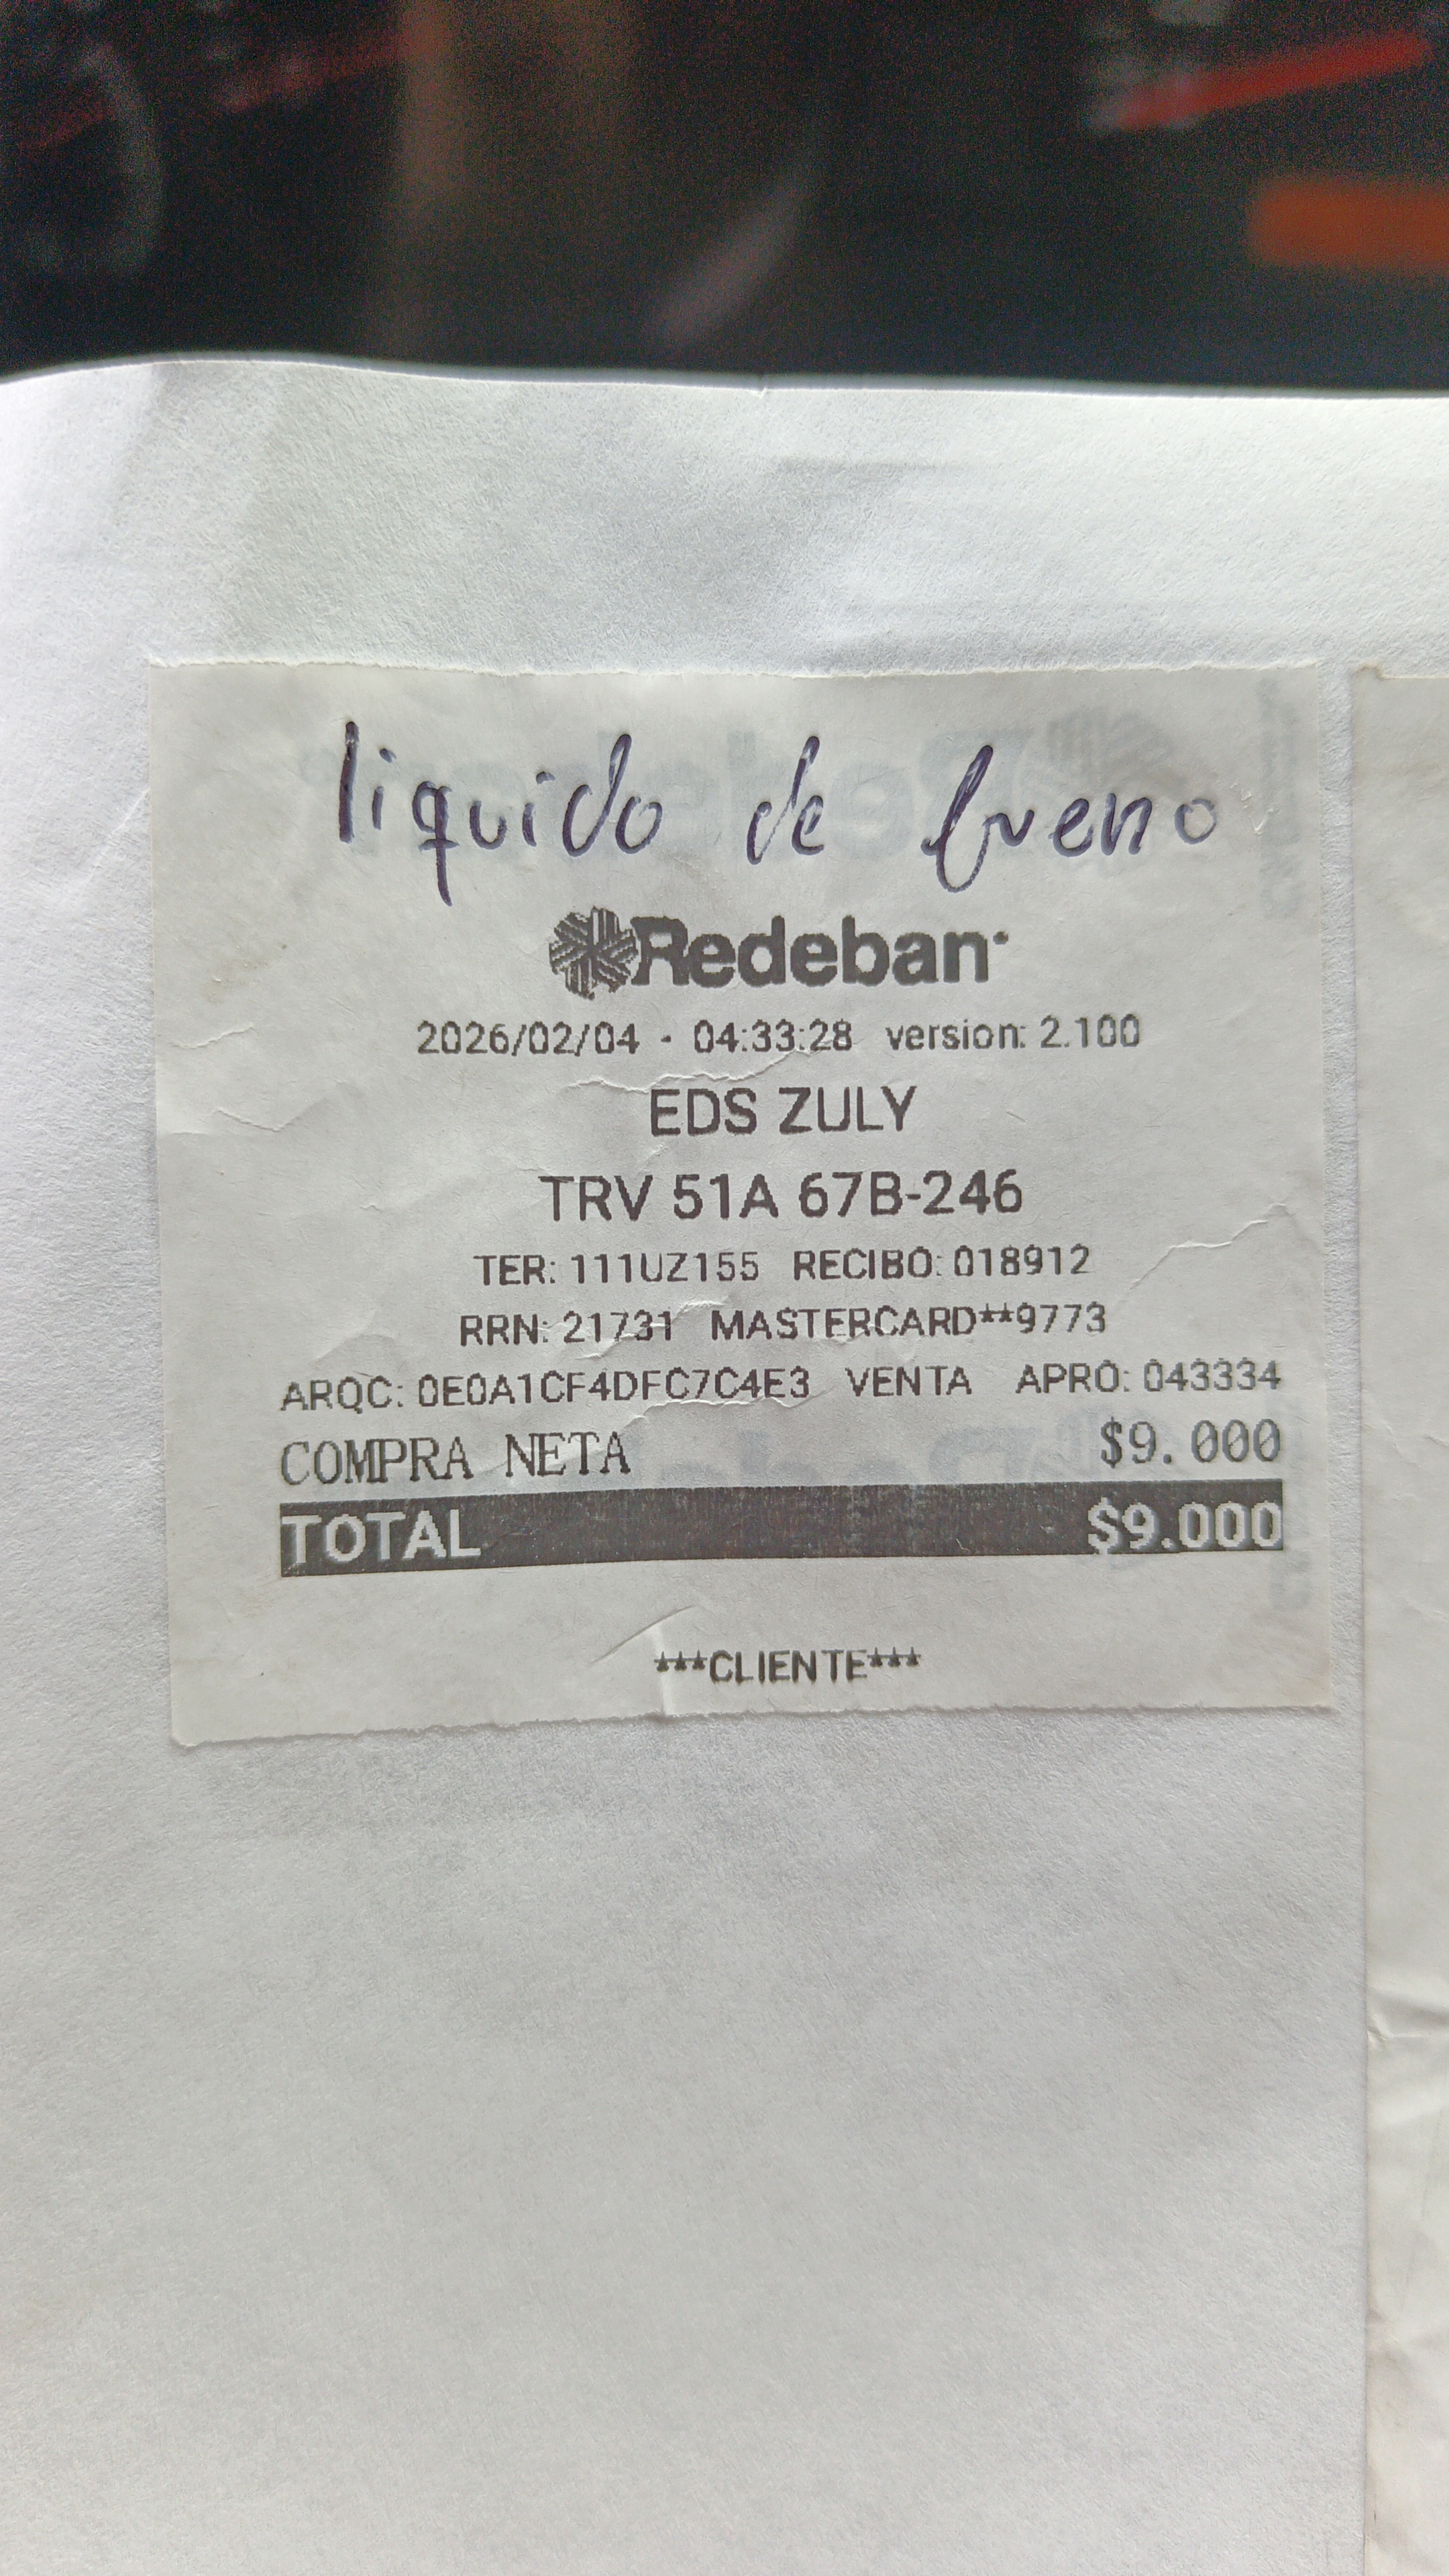 liquido de freno
Redeban
2026/02/04 - 04:33:28 version: 2.100
EDS ZULY
TRV 51A 67B-246
TER: 111UZ155 RECIBO: 018912
RRN: 21731 MASTERCARD**9773
ARQC: 0E0A1CF4DFC7C4E3 VENTA APRO: 043334
COMPRA NETA $9.000
TOTAL $9.000
***CLIENTE***